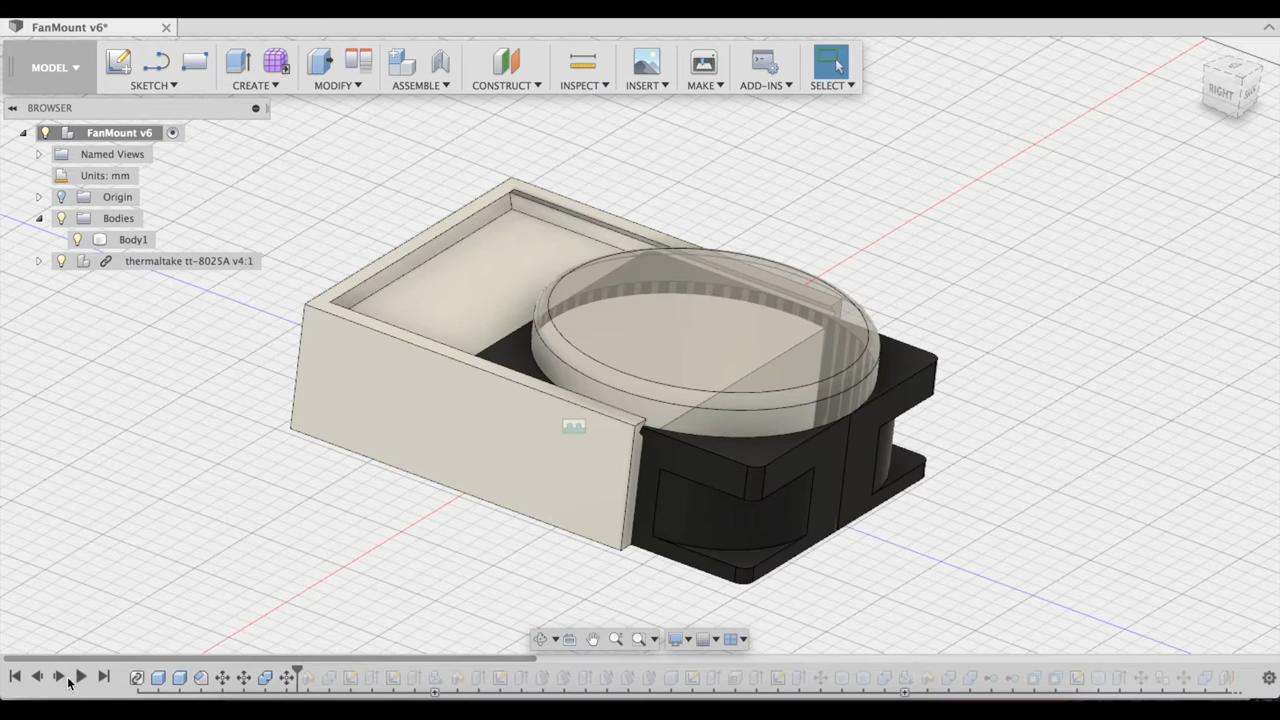 FanMount v6*
MODEL
SKETCH
CREATE
MODIFY
ASSEMBLE
CONSTRUCT
INSPECT
INSERT
MAKE
ADD-INS
SELECT
BROWSER
FanMount v6
Named Views
Units: mm
Origin
Bodies
Body1
thermaltake tt-8025A v4:1
RIGHT